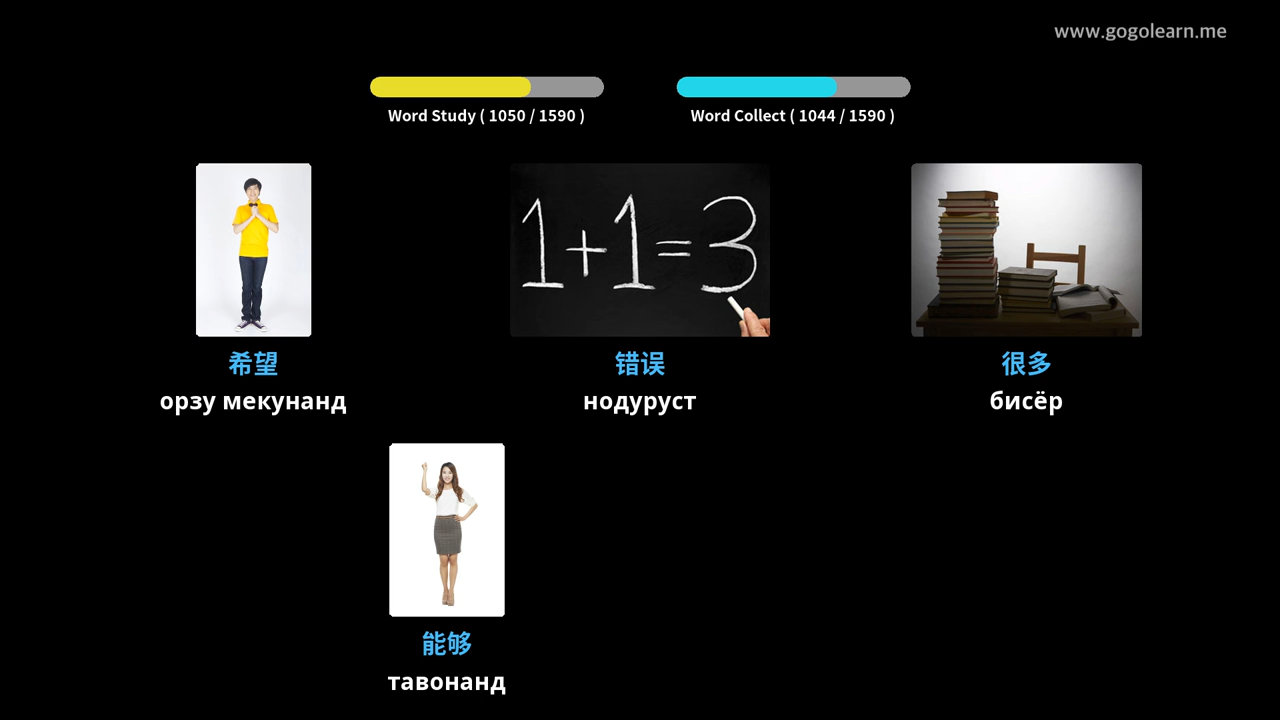 www.gogolearn.me
Word Study ( 1050 / 1590 )
Word Collect ( 1044 / 1590 )
1+1=3
希望
орзу мекунанд
错误
нодуруст
很多
бисёр
能够
тавонанд